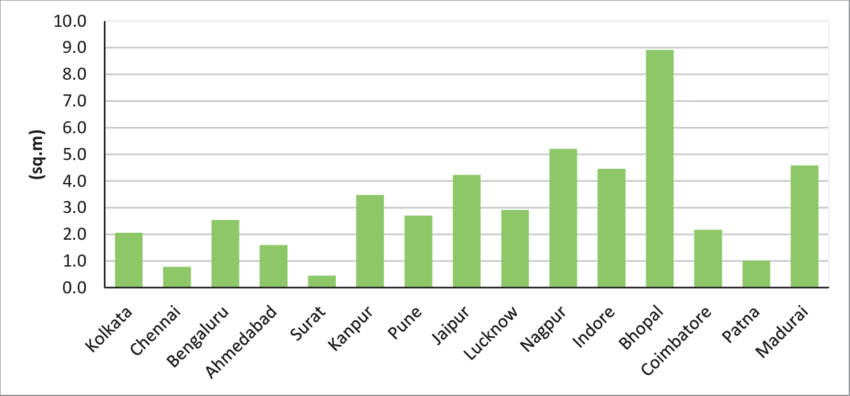 10.0
9.0
8.0
7.0
6.0
5.0
4.0
3.0
2.0
1.0
0.0
(sq.m)
Kolkata
Chennai
Bengaluru
Ahmedabad
Surat
Kanpur
Pune
Jaipur
Lucknow
Nagpur
Indore
Bhopal
Coimbatore
Patna
Madurai